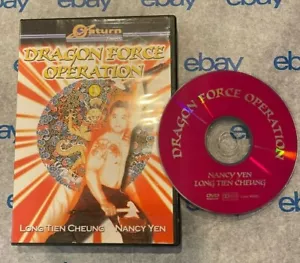 Saturn
DRAGON FORCE
OPERATION
LONG TIEN CHEUNG NANCY YEN
DRAGON FORCE OPERATION
NANCY YEN
LONG TIEN CHEUNG
DVD
ebay
ebay
ebay
ebay
ebay